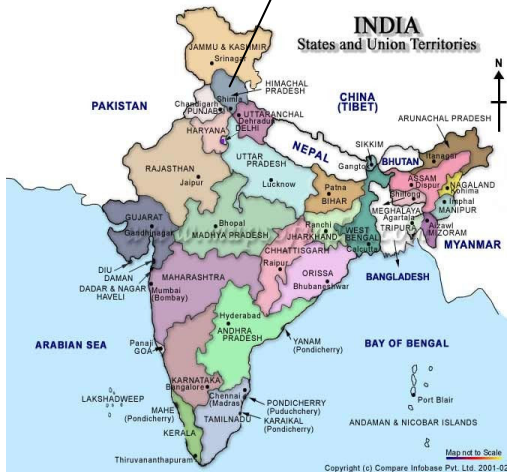 INDIA
States and Union Territories
N
JAMMU & KASHMIR
Srinagar
HIMACHAL
PRADESH
Shimla
CHINA
(TIBET)
PAKISTAN
Chandigarh
PUNJAB
UTTARANCHAL
Dehradun
ARUNACHAL PRADESH
HARYANA
DELHI
NEPAL
SIKKIM
Gangtok
BHUTAN
Itanagar
RAJASTHAN
Jaipur
UTTAR
PRADESH
Lucknow
ASSAM
Dispur
NAGALAND
Kohima
Shillong
MEGHALAYA
Imphal
MANIPUR
Patna
BIHAR
Agartala
TRIPURA
Aizawl
MIZORAM
GUJARAT
Gandhinagar
Bhopal
MADHYA PRADESH
Ranchi
JHARKHAND
WEST
BENGAL
Calcutta
MYANMAR
CHHATTISGARH
Raipur
BANGLADESH
DIU
DAMAN
DADAR & NAGAR
HAVELI
MAHARASHTRA
Mumbai
(Bombay)
ORISSA
Bhubaneshwar
Hyderabad
ANDHRA
PRADESH
YANAM
(Pondicherry)
ARABIAN SEA
BAY OF BENGAL
Panaji
GOA
KARNATAKA
Bangalore
Chennai
(Madras)
PONDICHERRY
(Puduchchery)
Port Blair
LAKSHADWEEP
MAHE
(Pondicherry)
TAMILNADU
KARAIKAL
(Pondicherry)
ANDAMAN & NICOBAR ISLANDS
KERALA
Thiruvananthapuram
Map not to Scale
Copyright (c) Compare Infobase Pvt. Ltd. 2001-02